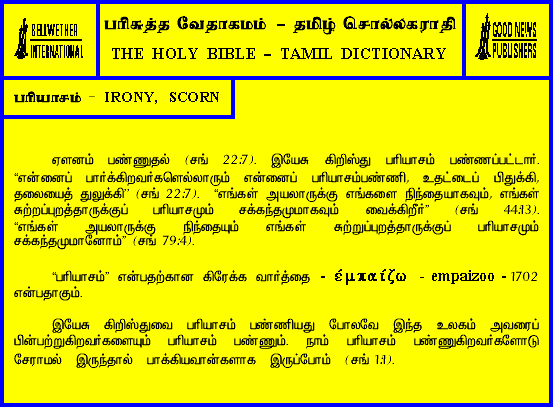 BELLWETHER
INTERNATIONAL
பரிசுத்த வேதாகமம் - தமிழ் சொல்லகராதி
THE HOLY BIBLE - TAMIL DICTIONARY
GOOD NEWS
PUBLISHERS
பரியாசம் - IRONY, SCORN
ஏளனம் பண்ணுதல் (சங் 22:7). இயேசு கிறிஸ்து பரியாசம் பண்ணப்பட்டார்.
“என்னைப் பார்க்கிறவர்களெல்லாரும் என்னைப் பரியாசம்பண்ணி, உதட்டைப் பிதுக்கி,
தலையைத் துலுக்கி” (சங் 22:7). “எங்கள் அயலாருக்கு எங்களை நிந்தையாகவும், எங்கள்
சுற்றப்புறத்தாருக்குப் பரியாசமும் சக்கந்தமுமாகவும் வைக்கிறீர்” (சங் 44:13).
“எங்கள் அயலாருக்கு நிந்தையும் எங்கள் சுற்றுப்புறத்தாருக்குப் பரியாசமும்
சக்கந்தமுமானோம்” (சங் 79:4).
“பரியாசம்” என்பதற்கான கிரேக்க வார்த்தை - ἐμπαίζω - empaizoo - 1702
என்பதாகும்.
இயேசு கிறிஸ்துவை பரியாசம் பண்ணியது போலவே இந்த உலகம் அவரைப்
பின்பற்றுகிறவர்களையும் பரியாசம் பண்ணும். நாம் பரியாசம் பண்ணுகிறவர்களோடு
சேராமல் இருந்தால் பாக்கியவான்களாக இருப்போம் (சங் 1:1).